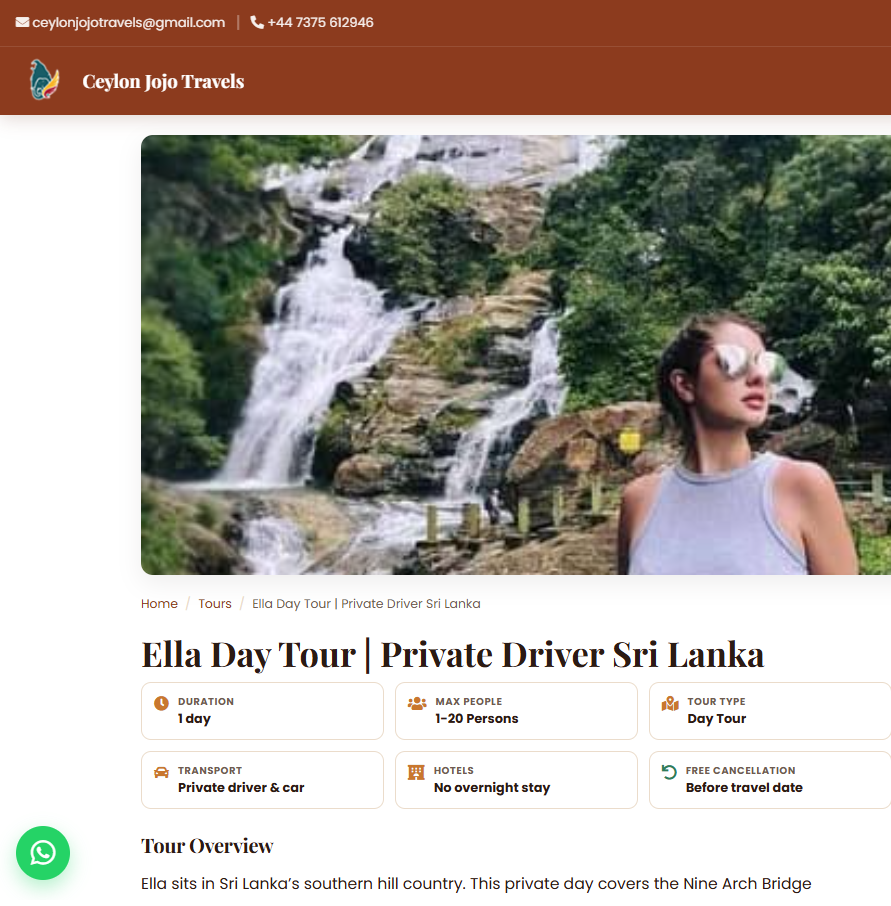 ceylonjojotravels@gmail.com | +44 7375 612946
Ceylon Jojo Travels
Home / Tours / Ella Day Tour | Private Driver Sri Lanka
Ella Day Tour | Private Driver Sri Lanka
DURATION
1 day
MAX PEOPLE
1-20 Persons
TOUR TYPE
Day Tour
TRANSPORT
Private driver & car
HOTELS
No overnight stay
FREE CANCELLATION
Before travel date
Tour Overview
Ella sits in Sri Lanka’s southern hill country. This private day covers the Nine Arch Bridge